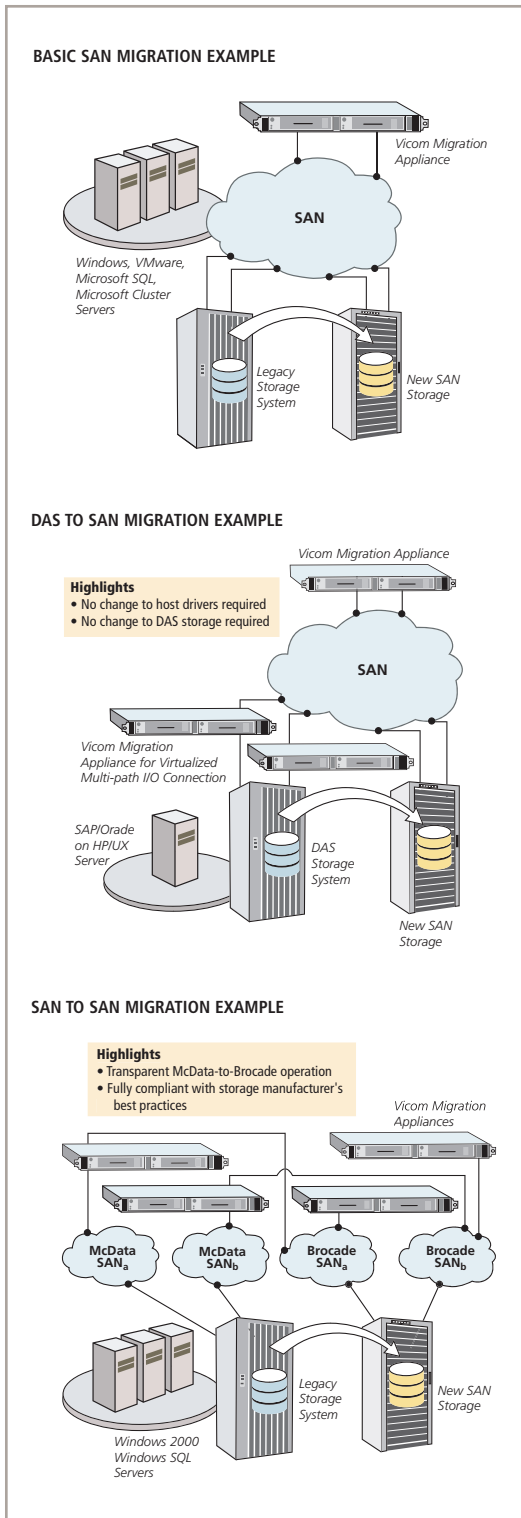 BASIC SAN MIGRATION EXAMPLE
Vicom Migration
Appliance
SAN
Windows, VMware,
Microsoft SQL,
Microsoft Cluster
Servers
Legacy
Storage
System
New SAN
Storage
DAS TO SAN MIGRATION EXAMPLE
Vicom Migration Appliance
Highlights
• No change to host drivers required
• No change to DAS storage required
SAN
Vicom Migration
Appliance for Virtualized
Multi-path I/O Connection
SAP/Orade
on HP/UX
Server
DAS
Storage
System
New SAN
Storage
SAN TO SAN MIGRATION EXAMPLE
Highlights
• Transparent McData-to-Brocade operation
• Fully compliant with storage manufacturer's
best practices
Vicom Migration
Appliances
McData
SANa
McData
SANb
Brocade
SANa
Brocade
SANb
Legacy
Storage
System
New SAN
Storage
Windows 2000
Windows SQL
Servers